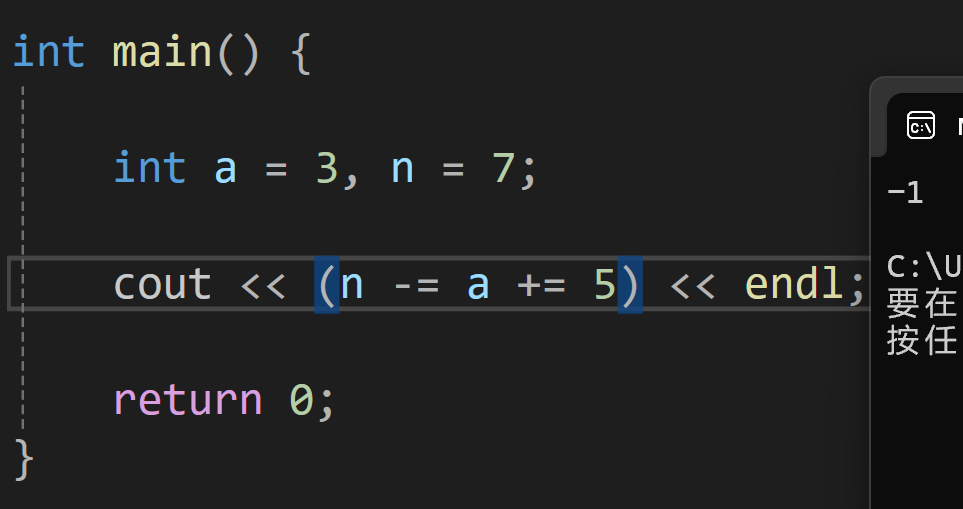 int main() {
int a = 3, n = 7;
cout << (n -= a += 5) << endl;
return 0;
}
-1
C:\U
要在
按任